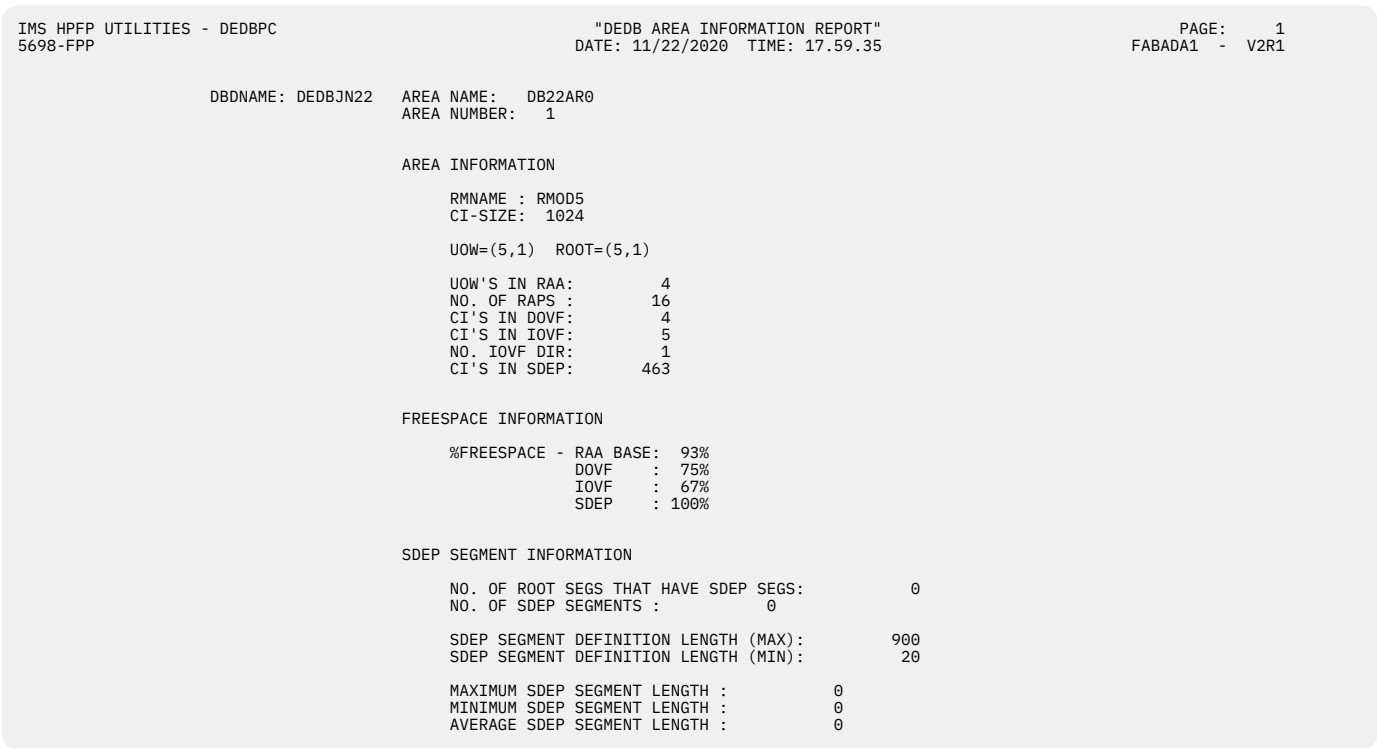 IMS HPFP UTILITIES - DEDBPC "DEDB AREA INFORMATION REPORT" PAGE: 1
5698-FPP DATE: 11/22/2020 TIME: 17.59.35 FABADA1 - V2R1
DBDNAME: DEDBJN22 AREA NAME: DB22AR0
AREA NUMBER: 1
AREA INFORMATION
RMNAME : RMOD5
CI-SIZE: 1024
UOW=(5,1) ROOT=(5,1)
UOW'S IN RAA: 4
NO. OF RAPS : 16
CI'S IN DOVF: 4
CI'S IN IOVF: 5
NO. IOVF DIR: 1
CI'S IN SDEP: 463
FREESPACE INFORMATION
%FREESPACE - RAA BASE: 93%
DOVF : 75%
IOVF : 67%
SDEP : 100%
SDEP SEGMENT INFORMATION
NO. OF ROOT SEGS THAT HAVE SDEP SEGS: 0
NO. OF SDEP SEGMENTS : 0
SDEP SEGMENT DEFINITION LENGTH (MAX): 900
SDEP SEGMENT DEFINITION LENGTH (MIN): 20
MAXIMUM SDEP SEGMENT LENGTH : 0
MINIMUM SDEP SEGMENT LENGTH : 0
AVERAGE SDEP SEGMENT LENGTH : 0